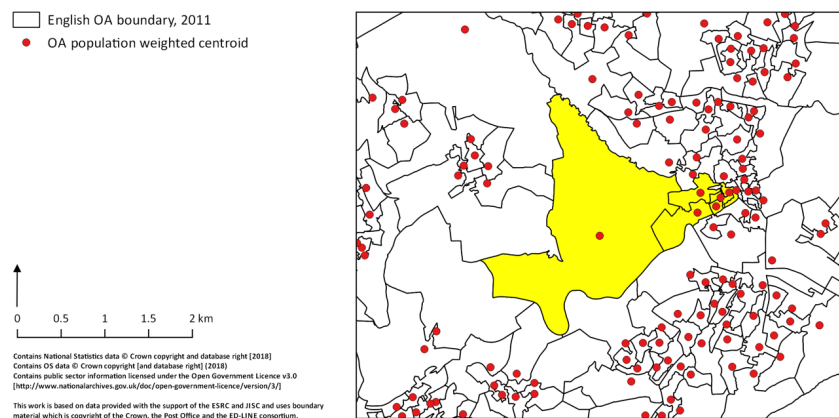 English OA boundary, 2011
OA population weighted centroid
0 0.5 1 1.5 2 km
Contains National Statistics data © Crown copyright and database right [2018]
Contains OS data © Crown copyright [and database right] (2018)
Contains public sector information licensed under the Open Government Licence v3.0
[http://www.nationalarchives.gov.uk/doc/open-government-licence/version/3/]
This work is based on data provided with the support of the ESRC and JISC and uses boundary
material which is copyright of the Crown, the Post Office and the ED-LINE consortium.